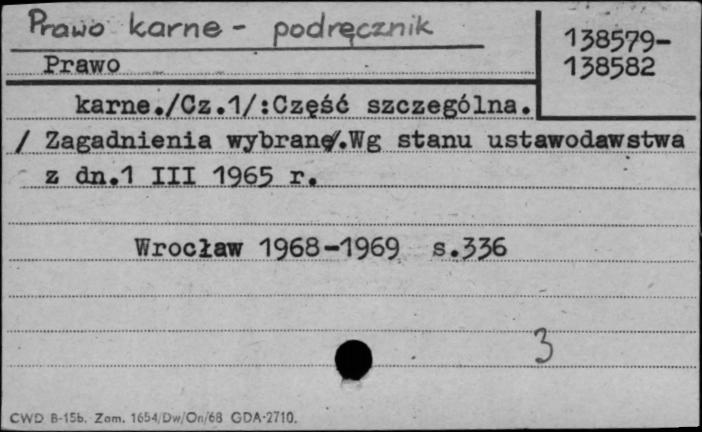 Prawo karne - podręcznik
138579-
138582
Prawo
karne./Cz.1/:Część szczególna.
/ Zagadnienia wybrane/.Wg stanu ustawodawstwa
z dn.1 III 1965 r.
Wrocław 1968-1969 s.336
3
CWD B-15b. Zam. 1654/Dw/On/68 GDA-2710.